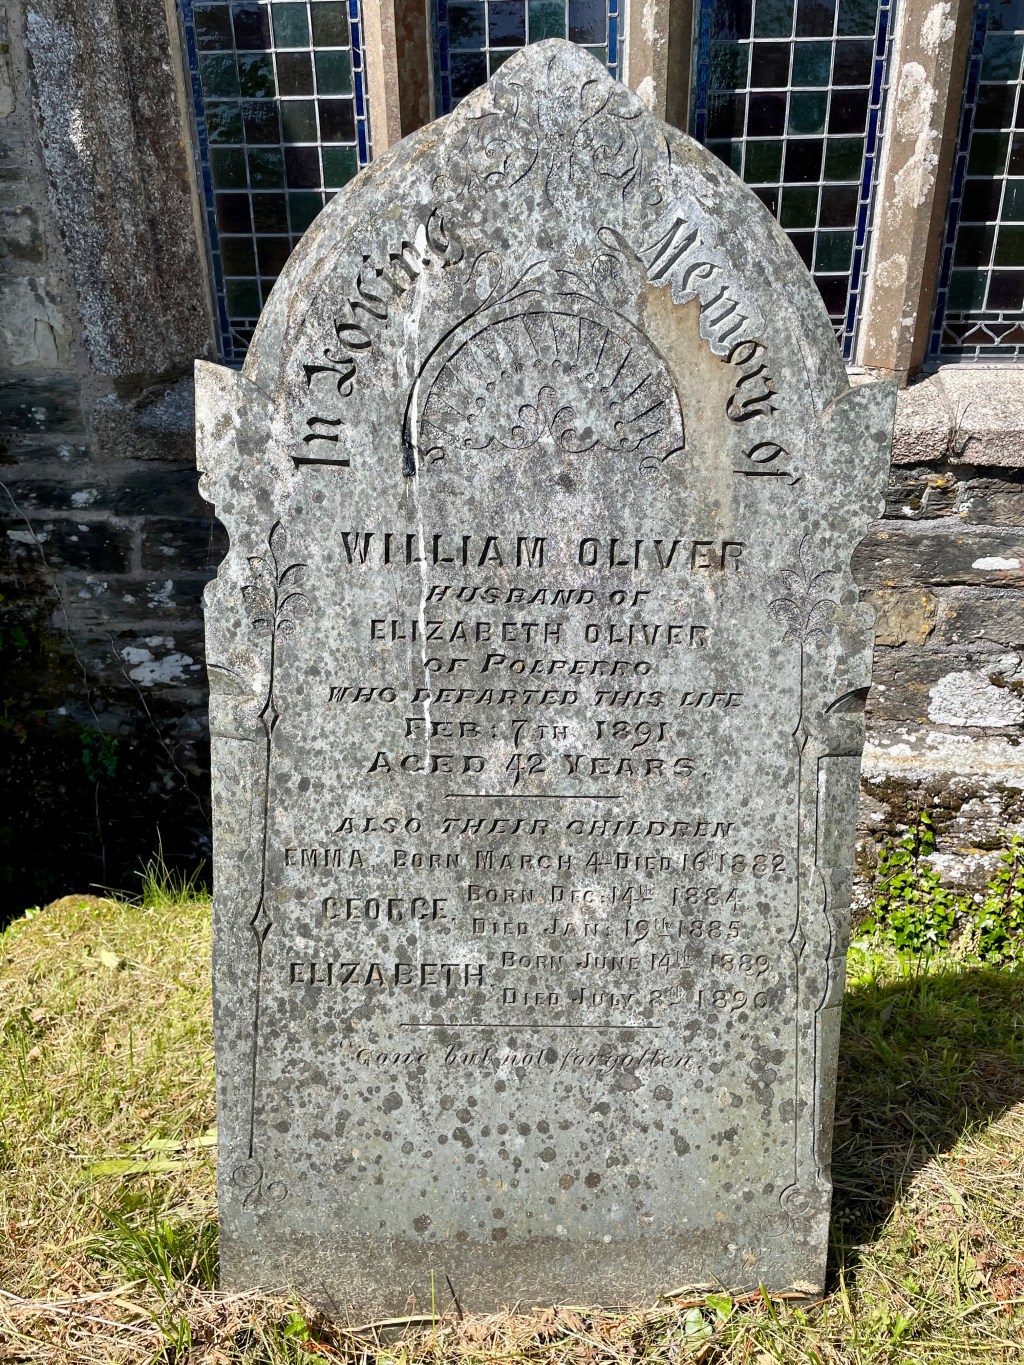 In Loving Memory of
WILLIAM OLIVER
HUSBAND OF
ELIZABETH OLIVER
OF POLPERRO
WHO DEPARTED THIS LIFE
FEB: 7TH 1891
AGED 42 YEARS.
ALSO THEIR CHILDREN
EMMA, BORN MARCH 4 – DIED 16TH 1882
GEORGE, BORN DEC: 14TH 1884
DIED JAN: 19TH 1885
ELIZABETH, BORN JUNE 14TH 1889
DIED JULY 8TH 1890
"Gone but not forgotten."